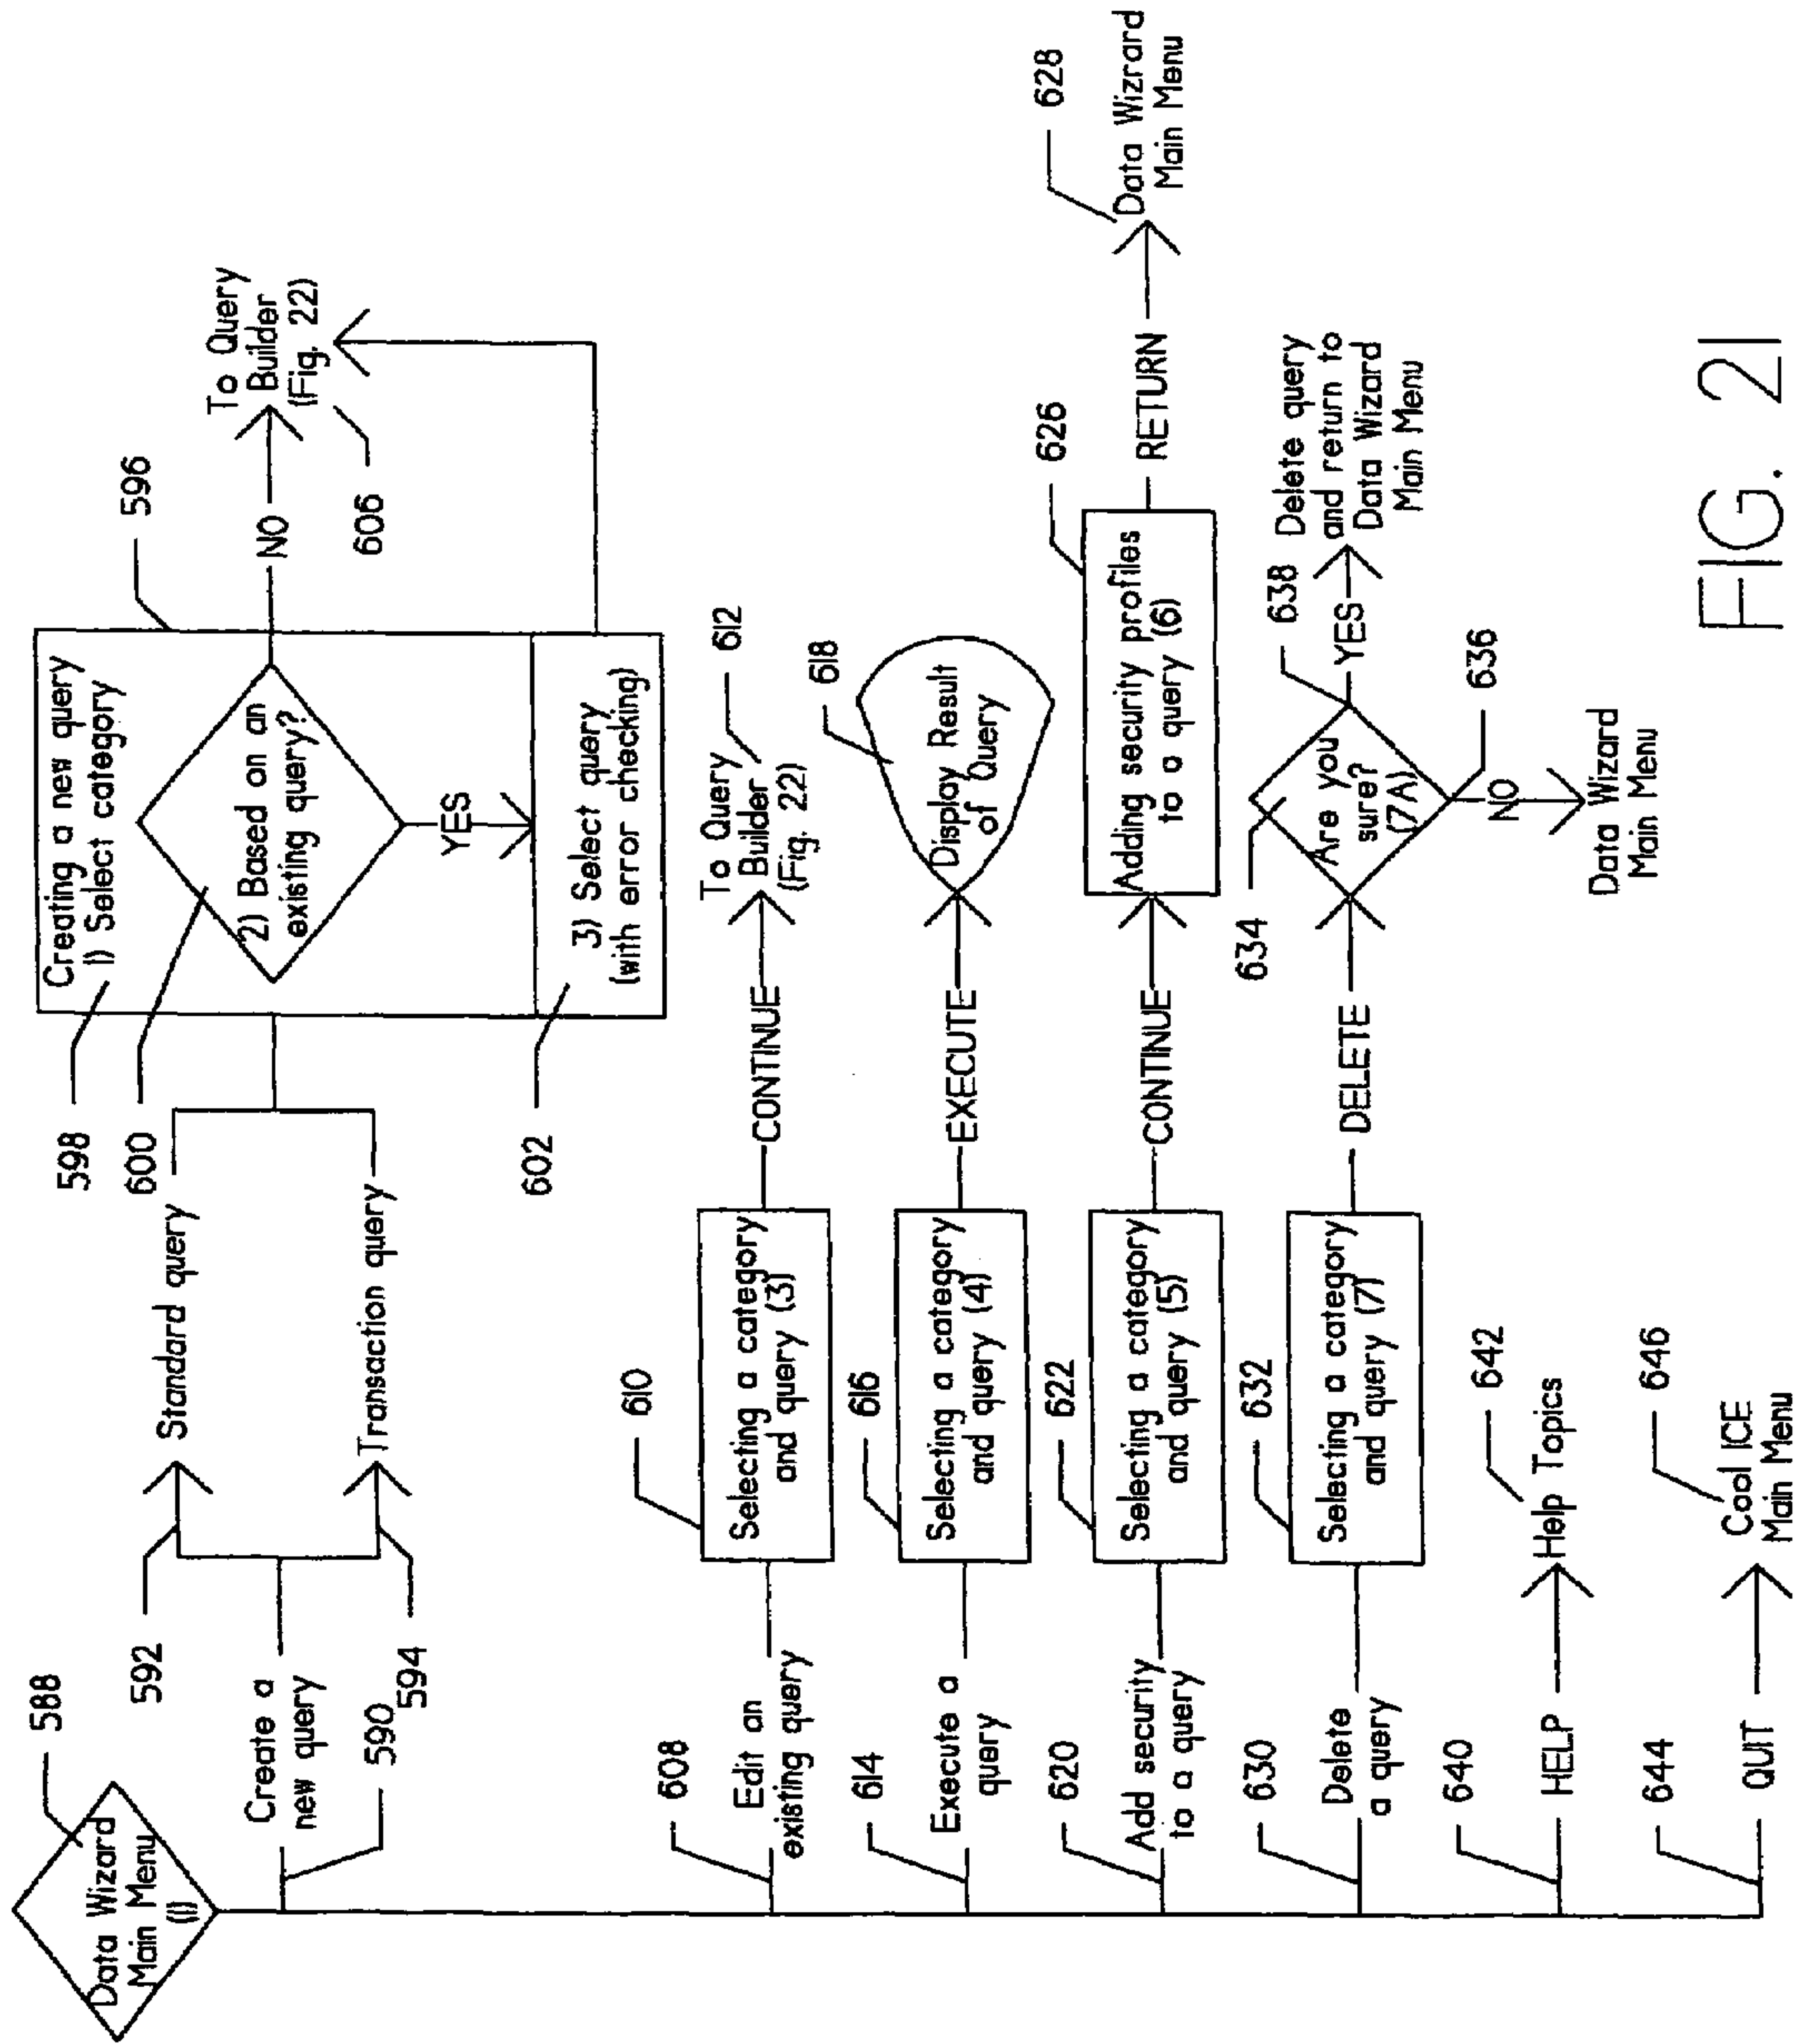 588
Data Wizard
Main Menu
(1)
Create a
new query
590
592
594
Standard query
Transaction query
598
600
602
Creating a new query
1) Select category
2) Based on an
existing query?
YES
3) Select query
(with error checking)
596
NO
606
To Query
Builder
(Fig. 22)
608
Edit an
existing query
610
Selecting a category
and query (3)
CONTINUE
To Query
Builder
(Fig. 22)
612
614
Execute a
query
616
Selecting a category
and query (4)
EXECUTE
Display Result
of Query
618
620
Add security
to a query
622
Selecting a category
and query (5)
CONTINUE
Adding security profiles
to a query (6)
626
RETURN
Data Wizrard
Main Menu
628
630
Delete
a query
632
Selecting a category
and query (7)
DELETE
634
Are you
sure?
(7A)
638
YES
Delete query
and return to
Data Wizard
Main Menu
636
NO
Data Wizard
Main Menu
640
HELP
Help Topics
642
644
QUIT
Cool ICE
Main Menu
646
FIG. 21